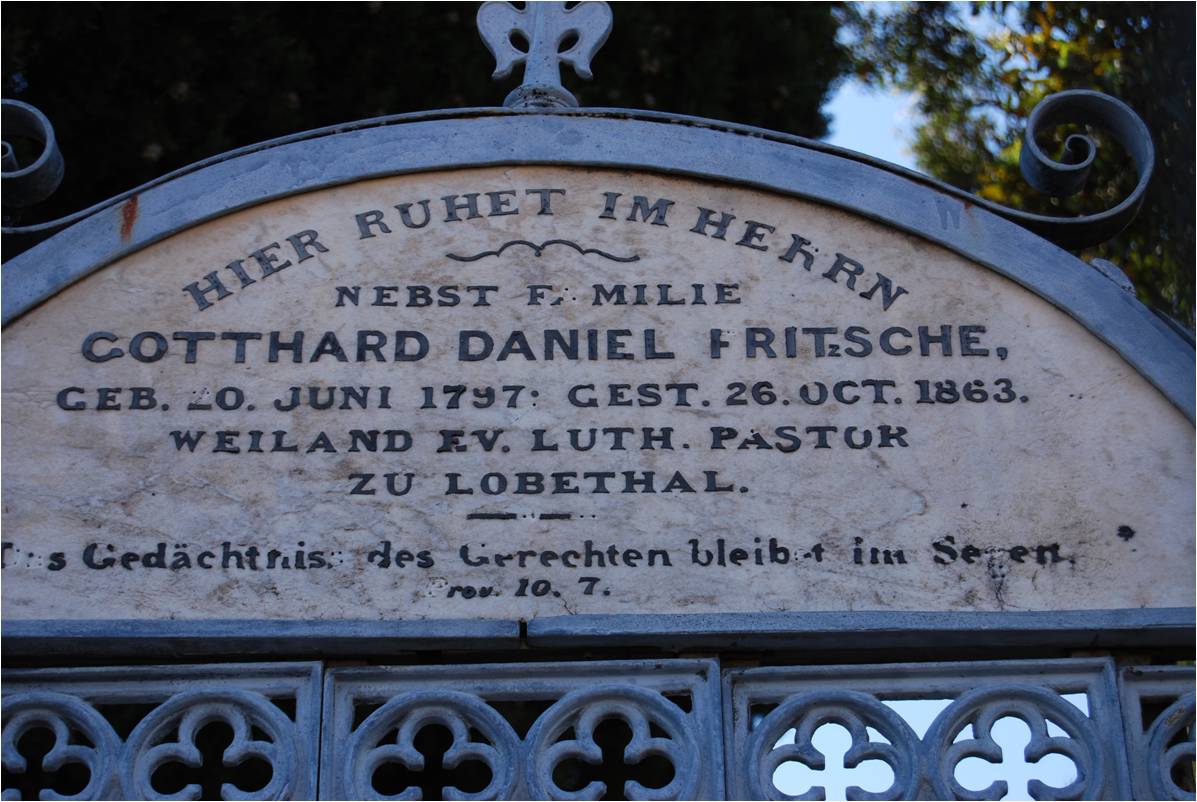 HIER RUHET IM HERRN
NEBST FAMILIE
GOTTHARD DANIEL FRITZSCHE,
GEB. 20. JUNI 1797: GEST. 26. OCT. 1863.
WEILAND EV. LUTH. PASTOR
ZU LOBETHAL.
Das Gedächtniss des Gerechten bleibet im Segen.
Prov. 10. 7.